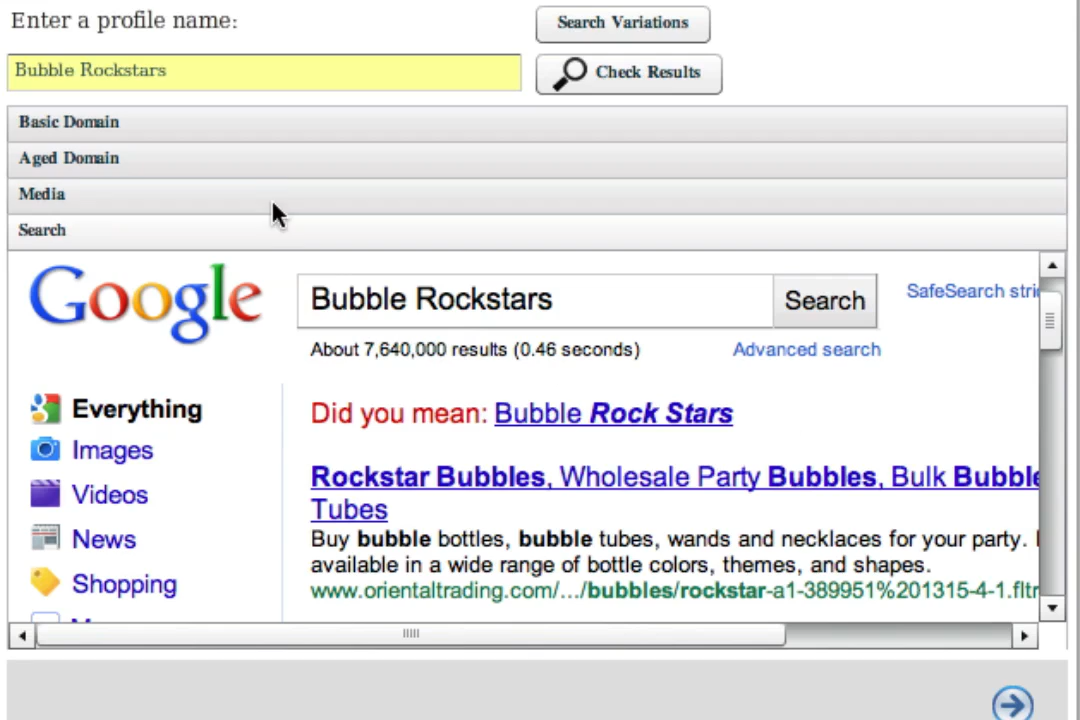 Enter a profile name:
Search Variations
Bubble Rockstars
Check Results
Basic Domain
Aged Domain
Media
Search
Google
Bubble Rockstars
Search
SafeSearch
About 7,640,000 results (0.46 seconds)
Advanced search
Everything
Did you mean: Bubble Rock Stars
Images
Rockstar Bubbles, Wholesale Party Bubbles, Bulk Bubble
Videos
Tubes
News
Buy bubble bottles, bubble tubes, wands and necklaces for your party.
available in a wide range of bottle colors, themes, and shapes.
Shopping
www.orientaltrading.com/.../bubbles/rockstar-a1-389951%201315-4-1.fltr